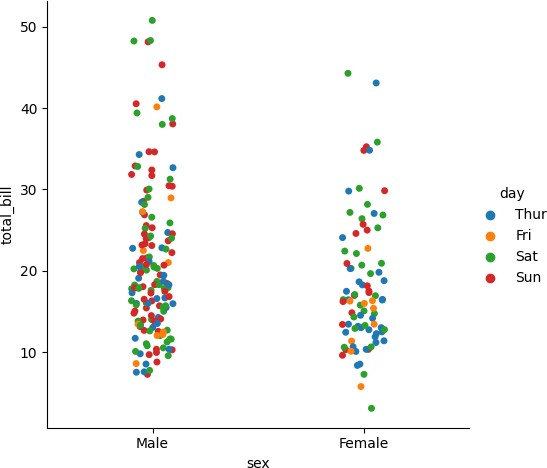 50
40
30
20
10
total_bill
Male
Female
sex
day
Thur
Fri
Sat
Sun